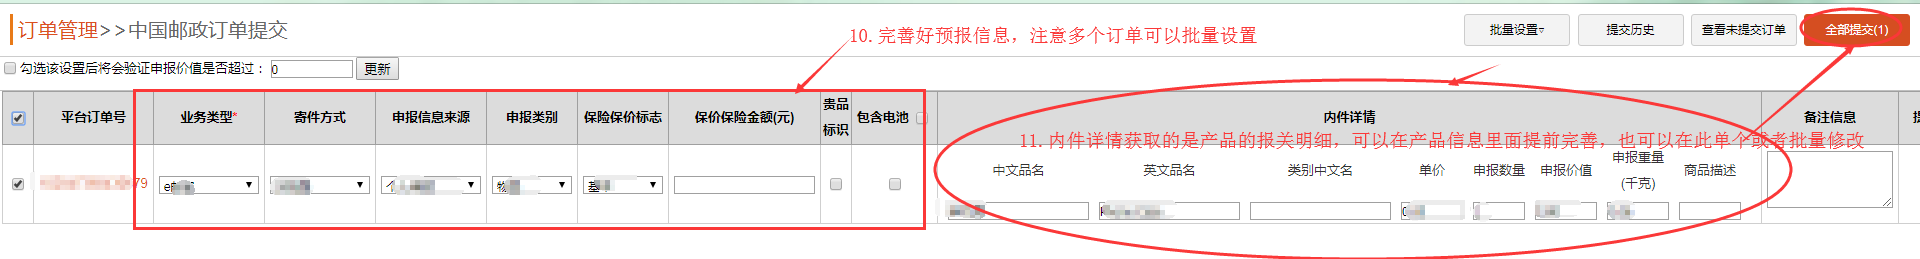 订单管理>>中国邮政订单提交
10. 完善好预报信息，注意多个订单可以批量设置
批量设置▿
提交历史
查看未提交订单
全部提交(1)
勾选该设置后将会验证申报价值是否超过： 0 更新
平台订单号
业务类型*
寄件方式
申报信息来源
申报类别
保险保价标志
保价保险金额(元)
贵品
标识
包含电池
内件详情
备注信息
11. 内件详情获取的是产品的报关明细，可以在产品信息里面提前完善，也可以在此单个或者批量修改
79
中文品名
英文品名
类别中文名
单价
申报数量
申报价值
申报重量
(千克)
商品描述